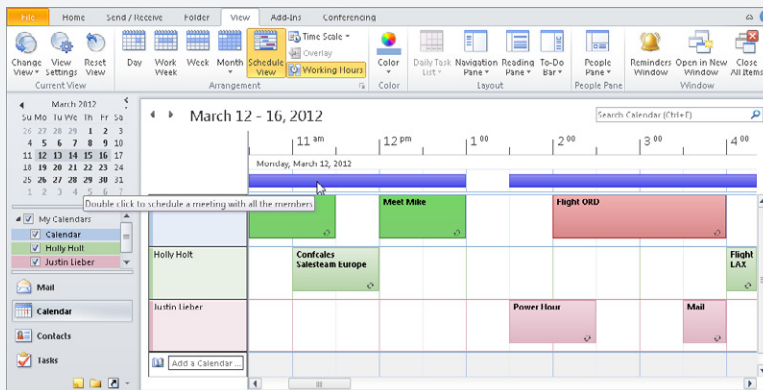 File Home Send / Receive Folder View Add-Ins Conferencing
Change View View Settings Reset View
Current View
Day Work Week Week Month Schedule View
Time Scale
Overlay
Working Hours
Arrangement
Color
Color
Daily Task List Navigation Pane Reading Pane To-Do Bar
Layout
People Pane
People Pane
Reminders Window Open in New Window Close All Items
Window
March 2012
Su Mo Tu We Th Fr Sa
26 27 28 29 1 2 3
4 5 6 7 8 9 10
11 12 13 14 15 16 17
18 19 20 21 22 23 24
25 26 27 28 29 30 31
1 2 3 4 5 6 7
My Calendars
Calendar
Holly Holt
Justin Lieber
Mail
Calendar
Contacts
Tasks
March 12 - 16, 2012
Search Calendar (Ctrl+E)
11 am 12 pm 1 00 2 00 3 00 4 00
Monday, March 12, 2012
Double click to schedule a meeting with all the members
Meet Mike
Flight ORD
Holly Holt
Confcales
Salesteam Europe
Flight
LAX
Justin Lieber
Power Hour
Mail
Add a Calendar ...